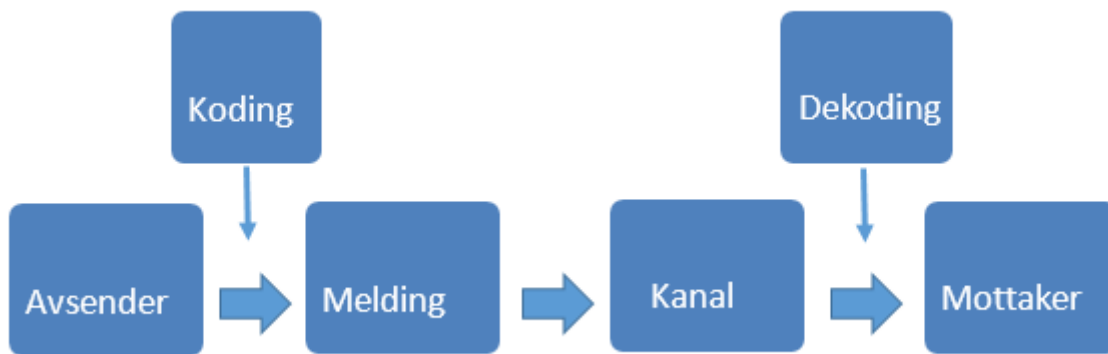 Koding
Dekoding
Avsender
Melding
Kanal
Mottaker